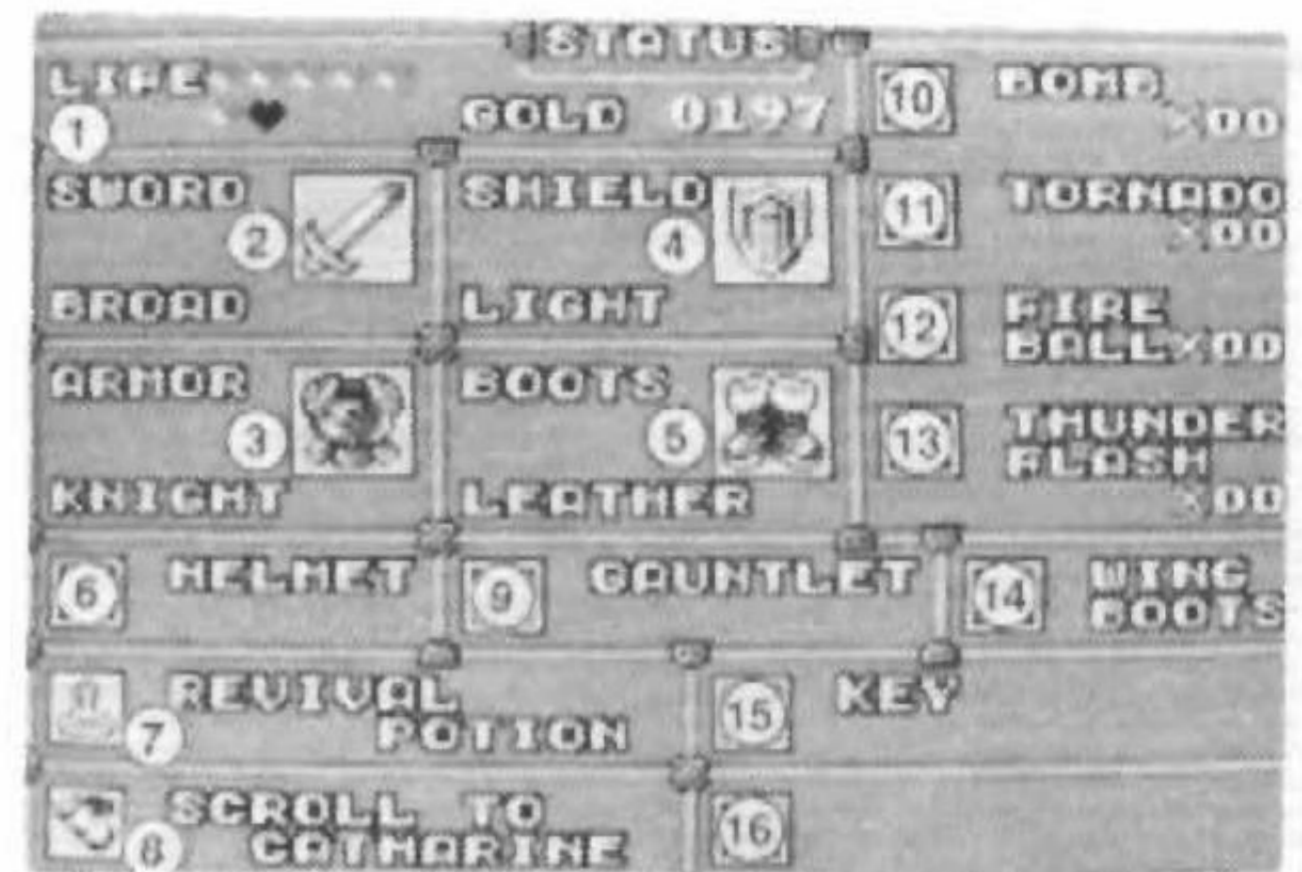 STATUS
LIFE
1
GOLD 0197
10
BOMB
×00
SWORD
2
BROAD
SHIELD
4
LIGHT
11
TORNADO
×00
12
FIRE
BALL×00
ARMOR
3
KNIGHT
BOOTS
5
LEATHER
13
THUNDER
FLASH
×00
6
HELMET
9
GAUNTLET
14
WING
BOOTS
7
REVIVAL
POTION
15
KEY
8
SCROLL TO
CATHARINE
16